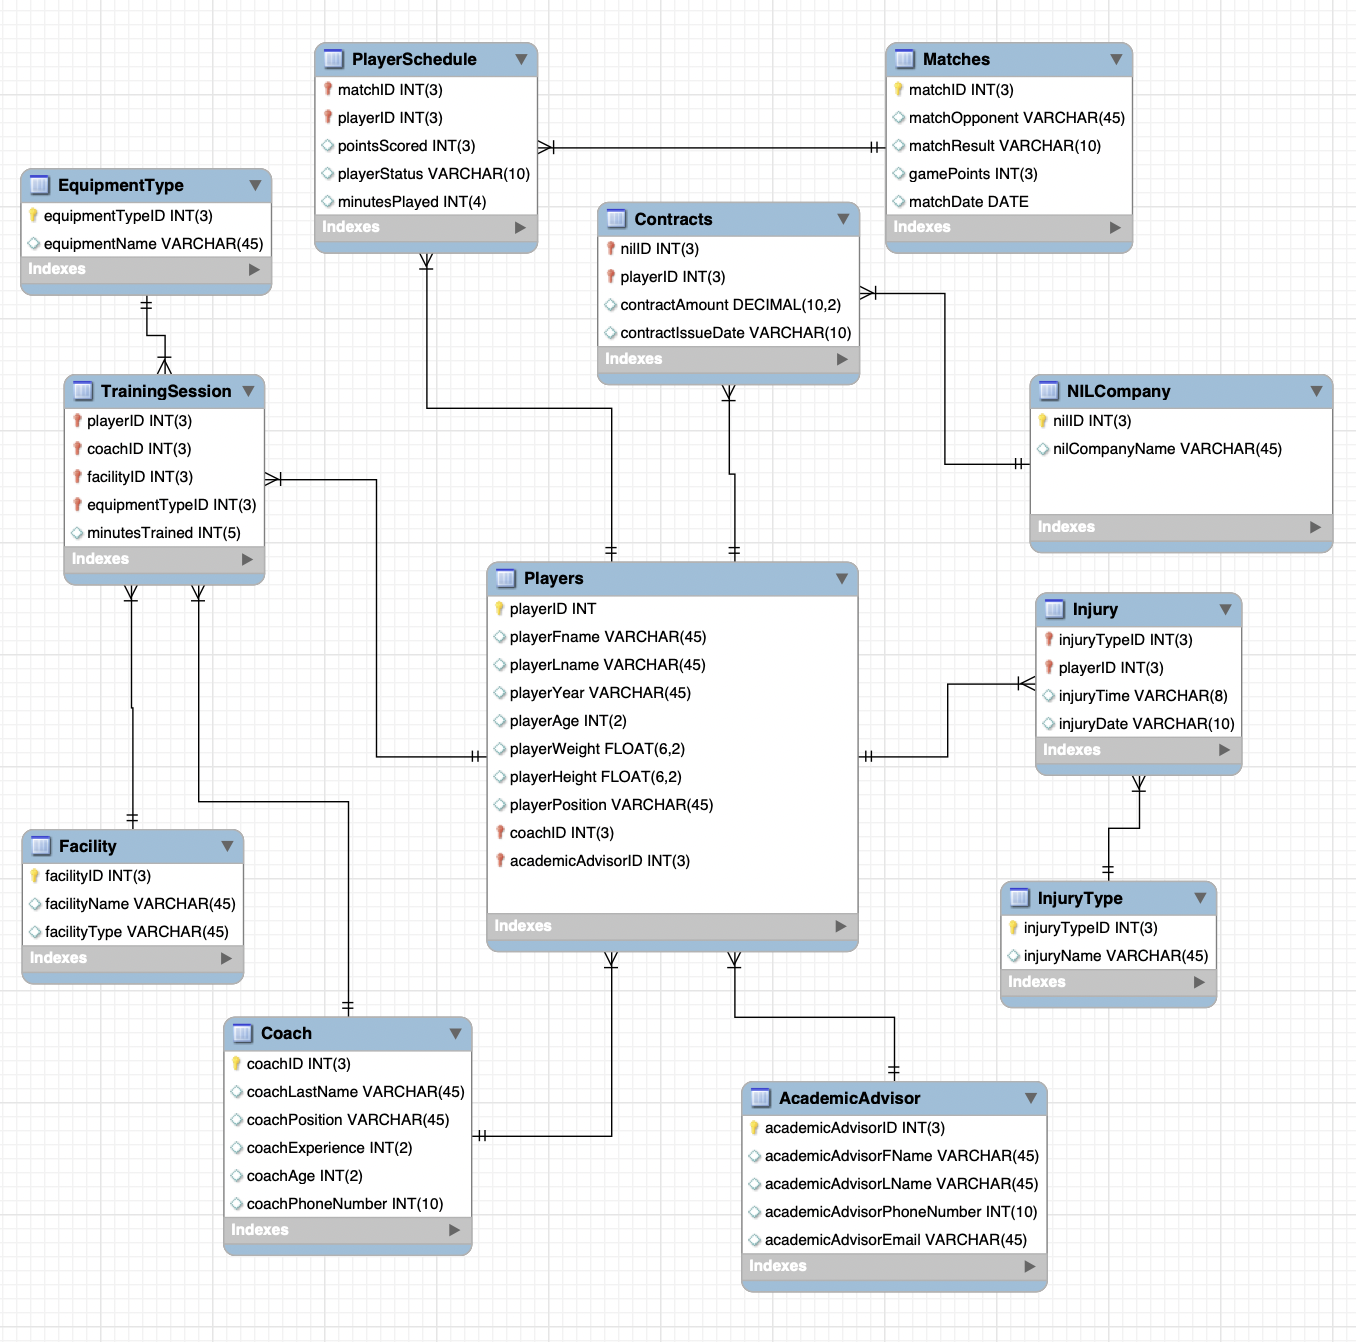 PlayerSchedule
matchID INT(3)
playerID INT(3)
pointsScored INT(3)
playerStatus VARCHAR(10)
minutesPlayed INT(4)
Indexes
Matches
matchID INT(3)
matchOpponent VARCHAR(45)
matchResult VARCHAR(10)
gamePoints INT(3)
matchDate DATE
Indexes
EquipmentType
equipmentTypeID INT(3)
equipmentName VARCHAR(45)
Indexes
Contracts
nilID INT(3)
playerID INT(3)
contractAmount DECIMAL(10,2)
contractIssueDate VARCHAR(10)
Indexes
TrainingSession
playerID INT(3)
coachID INT(3)
facilityID INT(3)
equipmentTypeID INT(3)
minutesTrained INT(5)
Indexes
NILCompany
nilID INT(3)
nilCompanyName VARCHAR(45)
Indexes
Players
playerID INT
playerFname VARCHAR(45)
playerLname VARCHAR(45)
playerYear VARCHAR(45)
playerAge INT(2)
playerWeight FLOAT(6,2)
playerHeight FLOAT(6,2)
playerPosition VARCHAR(45)
coachID INT(3)
academicAdvisorID INT(3)
Indexes
Injury
injuryTypeID INT(3)
playerID INT(3)
injuryTime VARCHAR(8)
injuryDate VARCHAR(10)
Indexes
Facility
facilityID INT(3)
facilityName VARCHAR(45)
facilityType VARCHAR(45)
Indexes
InjuryType
injuryTypeID INT(3)
injuryName VARCHAR(45)
Indexes
Coach
coachID INT(3)
coachLastName VARCHAR(45)
coachPosition VARCHAR(45)
coachExperience INT(2)
coachAge INT(2)
coachPhoneNumber INT(10)
Indexes
AcademicAdvisor
academicAdvisorID INT(3)
academicAdvisorFName VARCHAR(45)
academicAdvisorLName VARCHAR(45)
academicAdvisorPhoneNumber INT(10)
academicAdvisorEmail VARCHAR(45)
Indexes